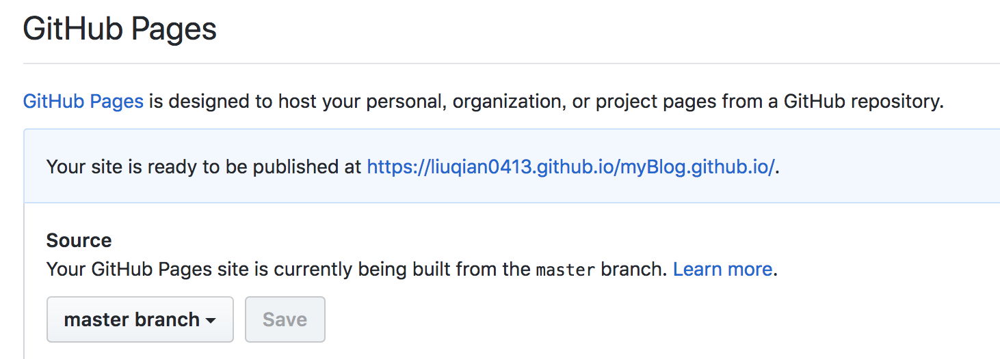 GitHub Pages
GitHub Pages is designed to host your personal, organization, or project pages from a GitHub repository.
Your site is ready to be published at https://liuqian0413.github.io/myBlog.github.io/.
Source
Your GitHub Pages site is currently being built from the master branch. Learn more.
master branch Save